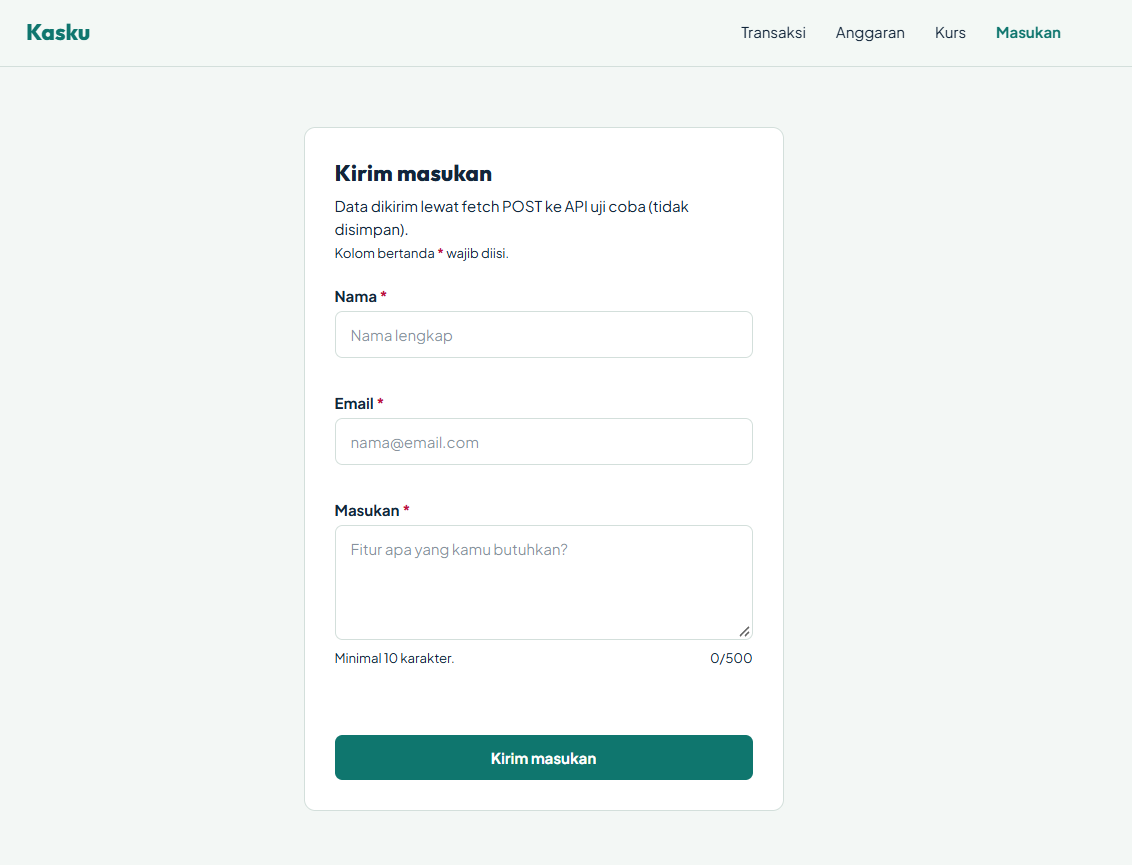 Kasku
Transaksi
Anggaran
Kurs
Masukan
Kirim masukan
Data dikirim lewat fetch POST ke API uji coba (tidak
disimpan).
Kolom bertanda * wajib diisi.
Nama *
Nama lengkap
Email *
nama@email.com
Masukan *
Fitur apa yang kamu butuhkan?
Minimal 10 karakter.
0/500
Kirim masukan